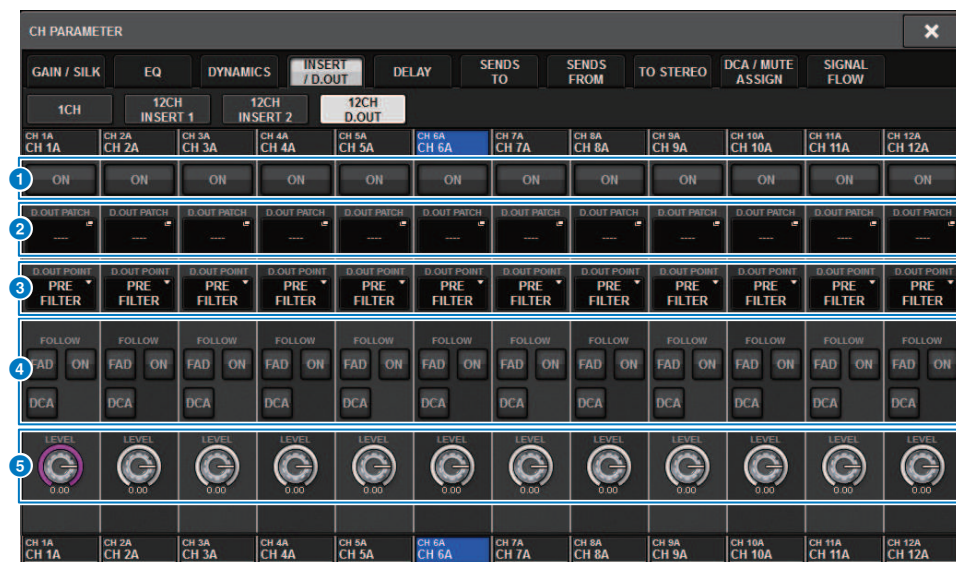 CH PARAMETER
GAIN / SILK EQ DYNAMICS INSERT / D.OUT DELAY SENDS TO SENDS FROM TO STEREO DCA / MUTE ASSIGN SIGNAL FLOW
1CH 12CH INSERT 1 12CH INSERT 2 12CH D.OUT
CH 1A CH 2A CH 3A CH 4A CH 5A CH 6A CH 7A CH 8A CH 9A CH 10A CH 11A CH 12A
CH 1A CH 2A CH 3A CH 4A CH 5A CH 6A CH 7A CH 8A CH 9A CH 10A CH 11A CH 12A
1 ON ON ON ON ON ON ON ON ON ON ON ON
D.OUT PATCH D.OUT PATCH D.OUT PATCH D.OUT PATCH D.OUT PATCH D.OUT PATCH D.OUT PATCH D.OUT PATCH D.OUT PATCH D.OUT PATCH D.OUT PATCH D.OUT PATCH
2 ---- ---- ---- ---- ---- ---- ---- ---- ---- ---- ---- ----
D.OUT POINT D.OUT POINT D.OUT POINT D.OUT POINT D.OUT POINT D.OUT POINT D.OUT POINT D.OUT POINT D.OUT POINT D.OUT POINT D.OUT POINT D.OUT POINT
3 PRE PRE PRE PRE PRE PRE PRE PRE PRE PRE PRE PRE
FILTER FILTER FILTER FILTER FILTER FILTER FILTER FILTER FILTER FILTER FILTER FILTER
FOLLOW FOLLOW FOLLOW FOLLOW FOLLOW FOLLOW FOLLOW FOLLOW FOLLOW FOLLOW FOLLOW FOLLOW
4 FAD ON FAD ON FAD ON FAD ON FAD ON FAD ON FAD ON FAD ON FAD ON FAD ON FAD ON FAD ON
DCA DCA DCA DCA DCA DCA DCA DCA DCA DCA DCA DCA
LEVEL LEVEL LEVEL LEVEL LEVEL LEVEL LEVEL LEVEL LEVEL LEVEL LEVEL LEVEL
5 0.00 0.00 0.00 0.00 0.00 0.00 0.00 0.00 0.00 0.00 0.00 0.00
CH 1A CH 2A CH 3A CH 4A CH 5A CH 6A CH 7A CH 8A CH 9A CH 10A CH 11A CH 12A
CH 1A CH 2A CH 3A CH 4A CH 5A CH 6A CH 7A CH 8A CH 9A CH 10A CH 11A CH 12A